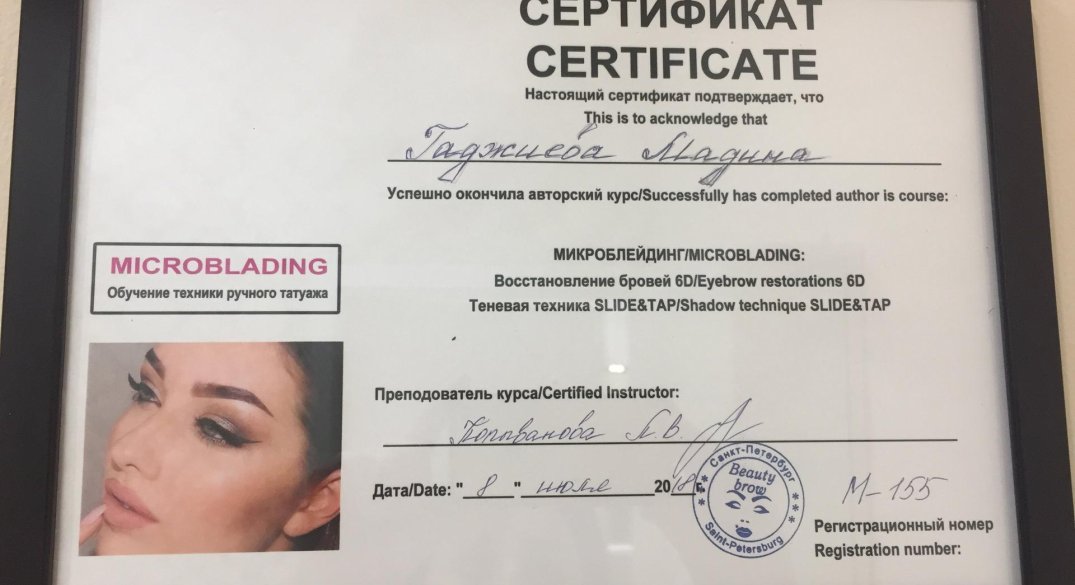 СЕРТИФИКАТ
CERTIFICATE
Настоящий сертификат подтверждает, что
This is to acknowledge that
Гаджиева Мадина
Успешно окончила авторский курс/Successfully has completed author is course:
MICROBLADING
Обучение техники ручного татуажа
МИКРОБЛЕЙДИНГ/MICROBLADING:
Восстановление бровей 6D/Eyebrow restorations 6D
Теневая техника SLIDE&TAP/Shadow technique SLIDE&TAP
Преподователь курса/Certified Instructor:
А.В.
Дата/Date: "8" июля 2018г.
Санкт-Петербург
Beauty
brow
Saint-Petersburg
М-155
Регистрационный номер
Registration number: